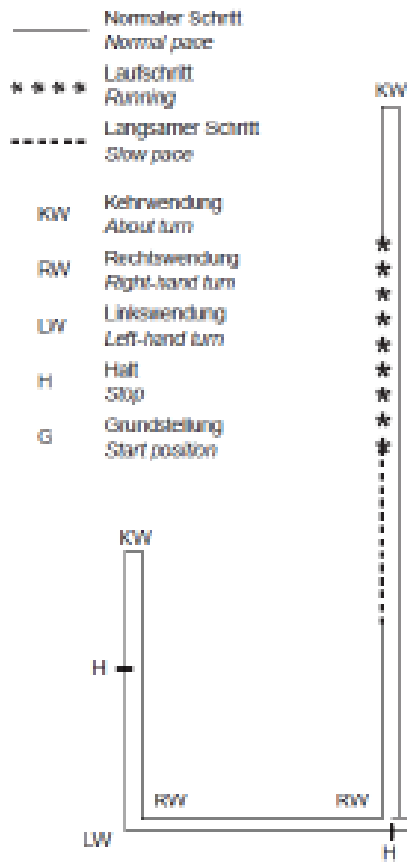 Normaler Schritt
Normal pace
Laufschritt
Running
Langsamer Schritt
Slow pace
KW
Kehrwendung
About turn
RW
Rechtswendung
Right-hand turn
LW
Linkswendung
Left-hand turn
H
Halt
Stop
G
Grundstellung
Start position
KW
KW
H
RW
RW
LW
H